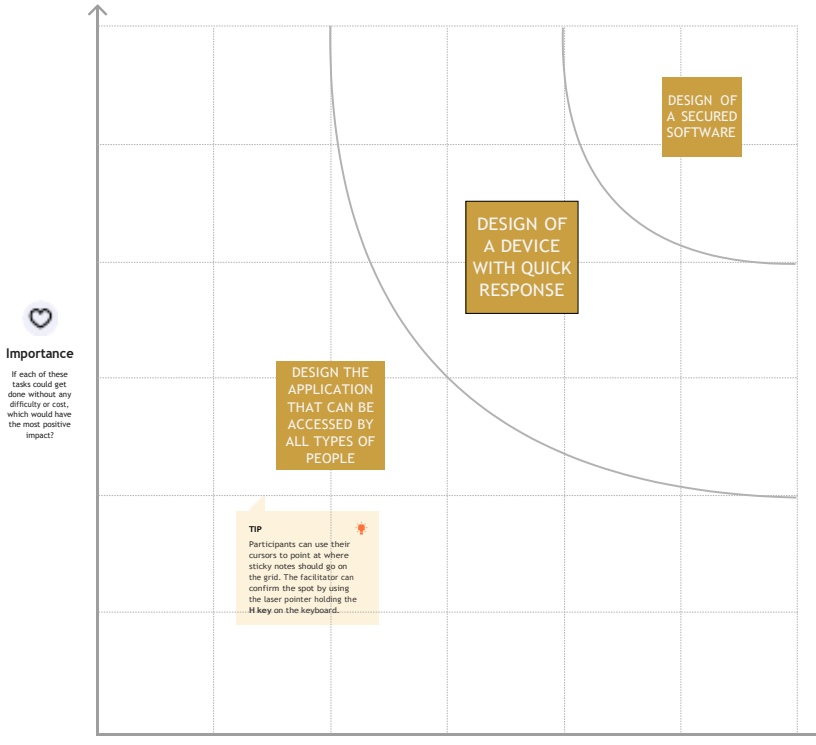 DESIGN OF
A SECURED
SOFTWARE
DESIGN OF
A DEVICE
WITH QUICK
RESPONSE
Importance
If each of these
tasks could get
done without any
difficulty or cost,
which would have
the most positive
impact?
DESIGN THE
APPLICATION
THAT CAN BE
ACCESSED BY
ALL TYPES OF
PEOPLE
TIP
Participants can use their
cursors to point at where
sticky notes should go on
the grid. The facilitator can
confirm the spot by using
the laser pointer holding the
H key on the keyboard.